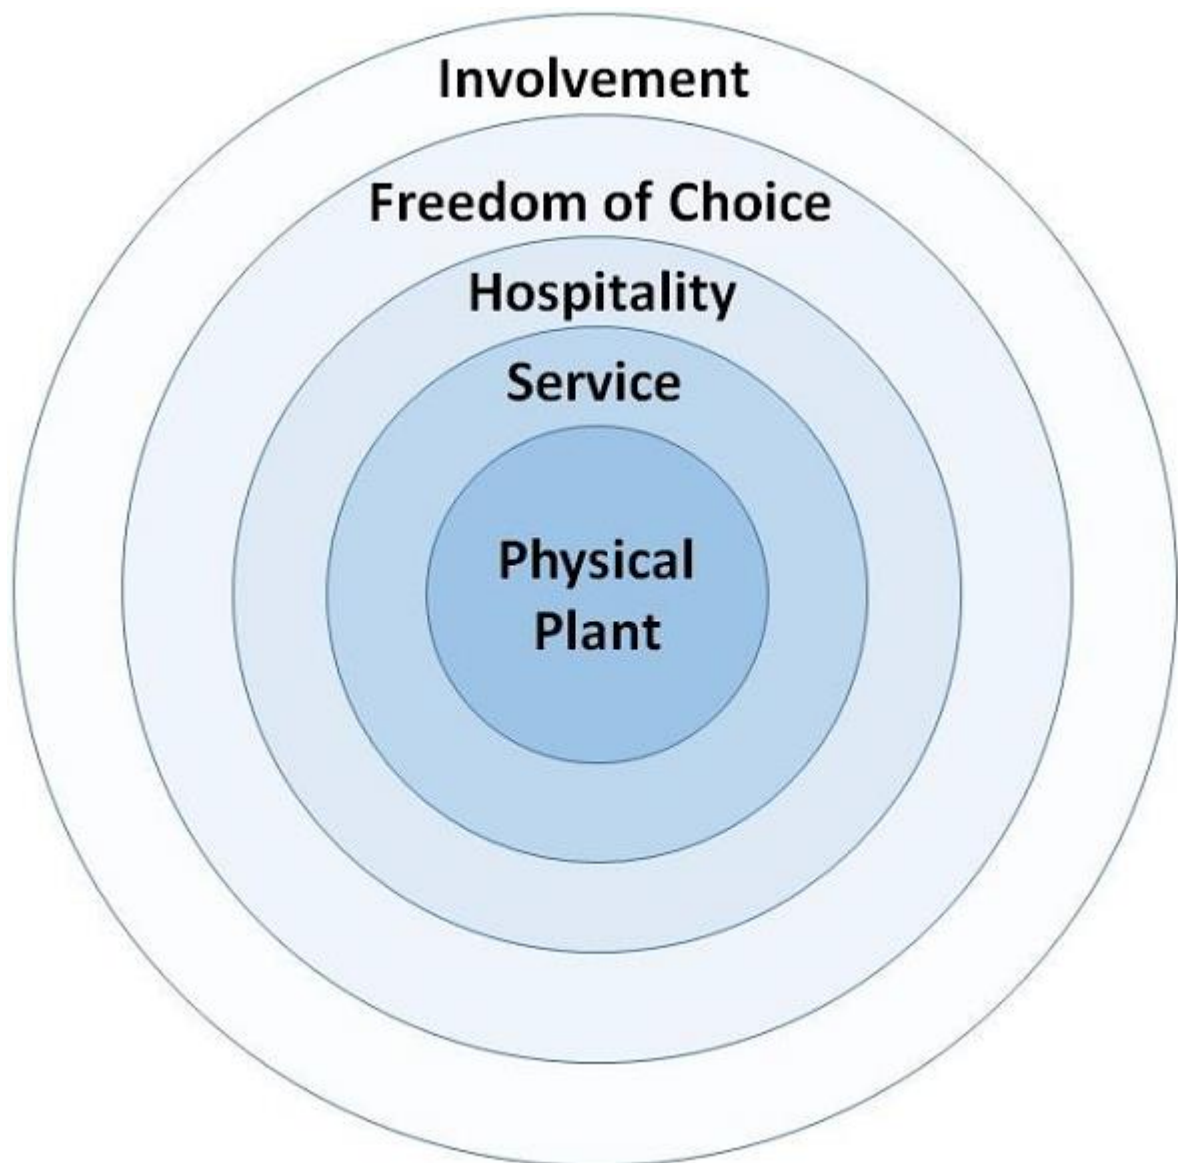 Involvement
Freedom of Choice
Hospitality
Service
Physical
Plant